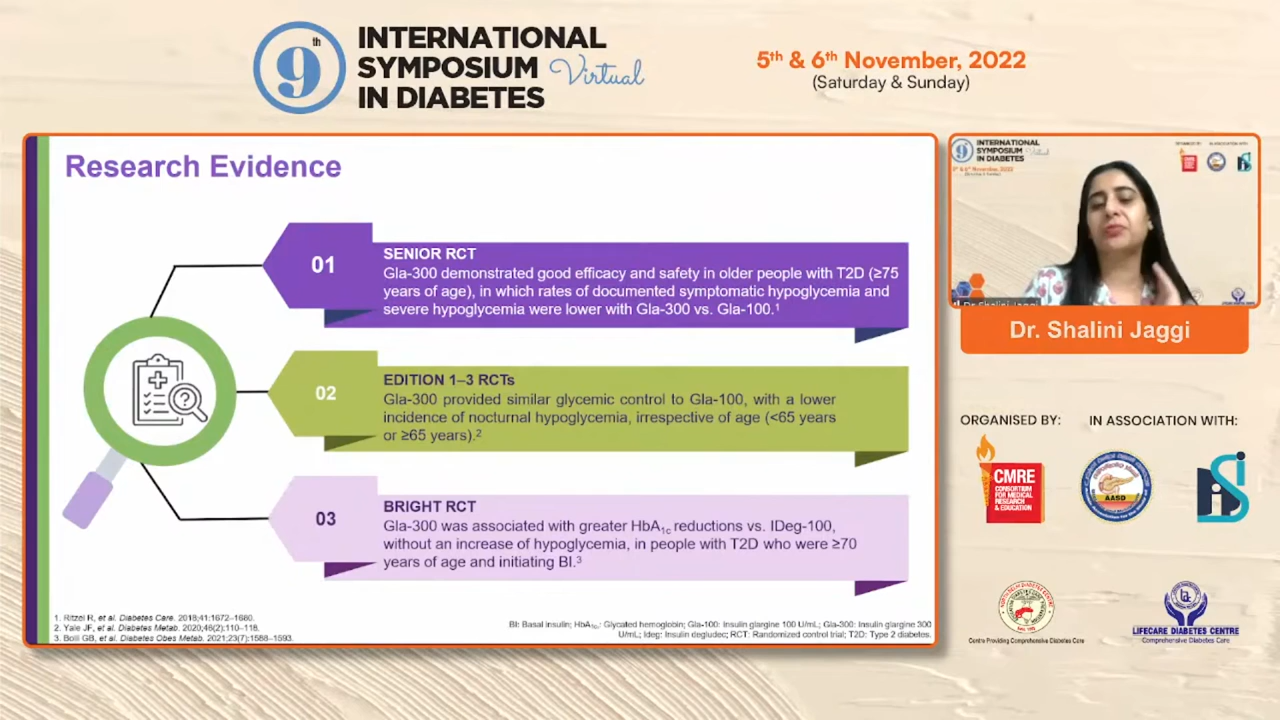 9th
INTERNATIONAL
SYMPOSIUM Virtual
IN DIABETES
5th & 6th November, 2022
(Saturday & Sunday)
Research Evidence
01
SENIOR RCT
Gla-300 demonstrated good efficacy and safety in older people with T2D (≥75
years of age), in which rates of documented symptomatic hypoglycemia and
severe hypoglycemia were lower with Gla-300 vs. Gla-100.1
02
EDITION 1–3 RCTs
Gla-300 provided similar glycemic control to Gla-100, with a lower
incidence of nocturnal hypoglycemia, irrespective of age (<65 years
or ≥65 years).2
03
BRIGHT RCT
Gla-300 was associated with greater HbA1c reductions vs. IDeg-100,
without an increase of hypoglycemia, in people with T2D who were ≥70
years of age and initiating BI.3
1. Ritzel R, et al. Diabetes Care. 2018;41:1672–1680.
2. Yale JF, et al. Diabetes Metab. 2020;46(2):110–118.
3. Bolli GB, et al. Diabetes Obes Metab. 2021;23(7):1588–1593.
BI: Basal Insulin; HbA1c.: Glycated hemoglobin; Gla-100: Insulin glargine 100 U/mL; Gla-300: Insulin glargine 300
U/mL; Ideg: Insulin degludec; RCT: Randomized control trial; T2D: Type 2 diabetes.
9
INTERNATIONAL
SYMPOSIUM
IN DIABETES
Dr. Shalini Jaggi
Dr. Shalini Jaggi
ORGANISED BY:
IN ASSOCIATION WITH:
CMRE
CONSORTIUM
FOR MEDICAL
RESEARCH
& EDUCATION
AASD
Centre Providing Comprehensive Diabetes Care
LIFECARE DIABETES CENTRE
Comprehensive Diabetes Care